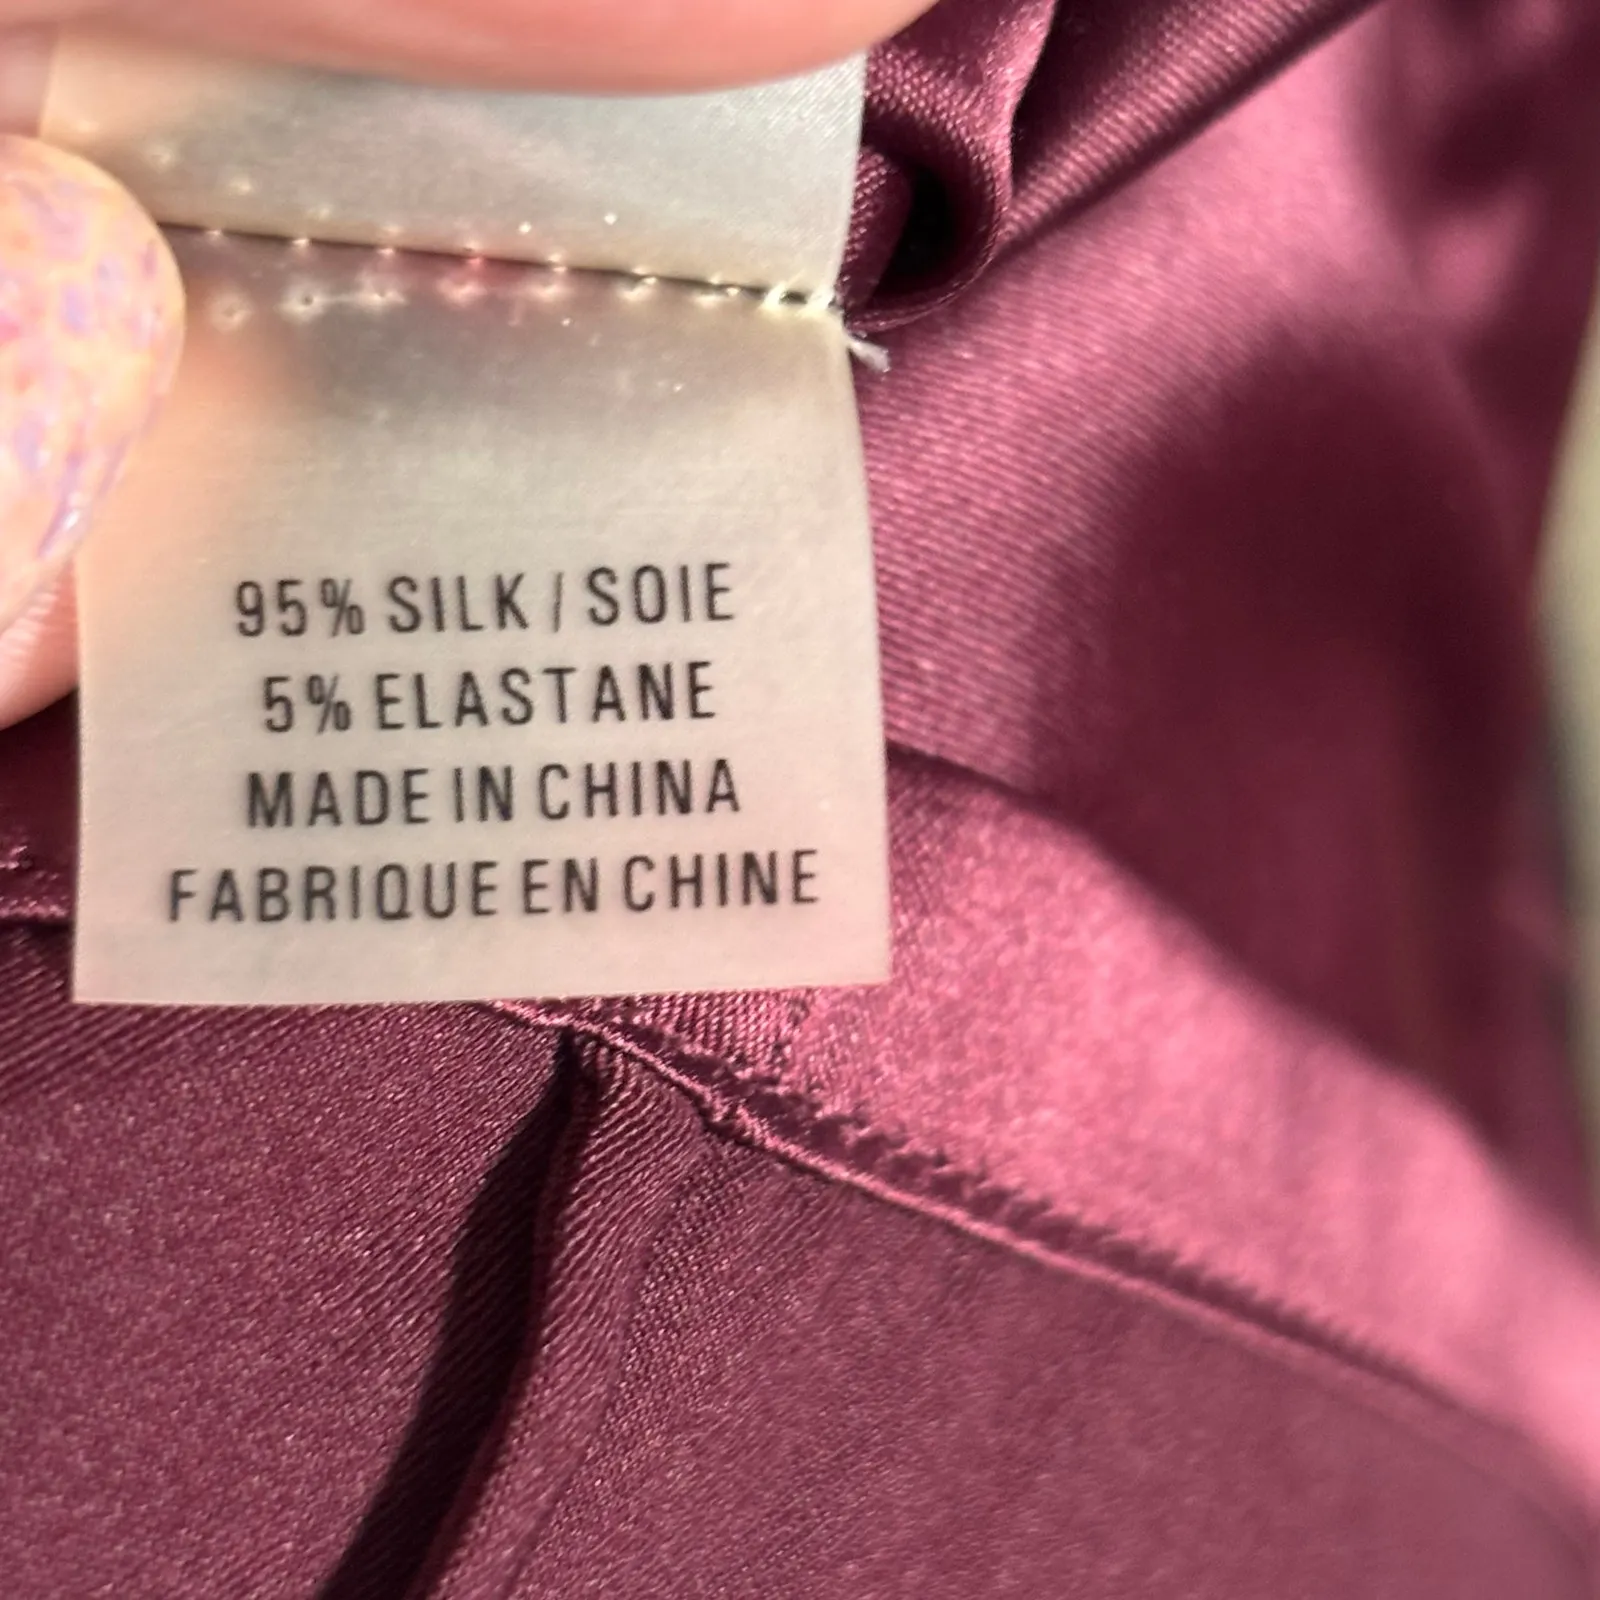 95% SILK / SOIE
5% ELASTANE
MADE IN CHINA
FABRIQUE EN CHINE